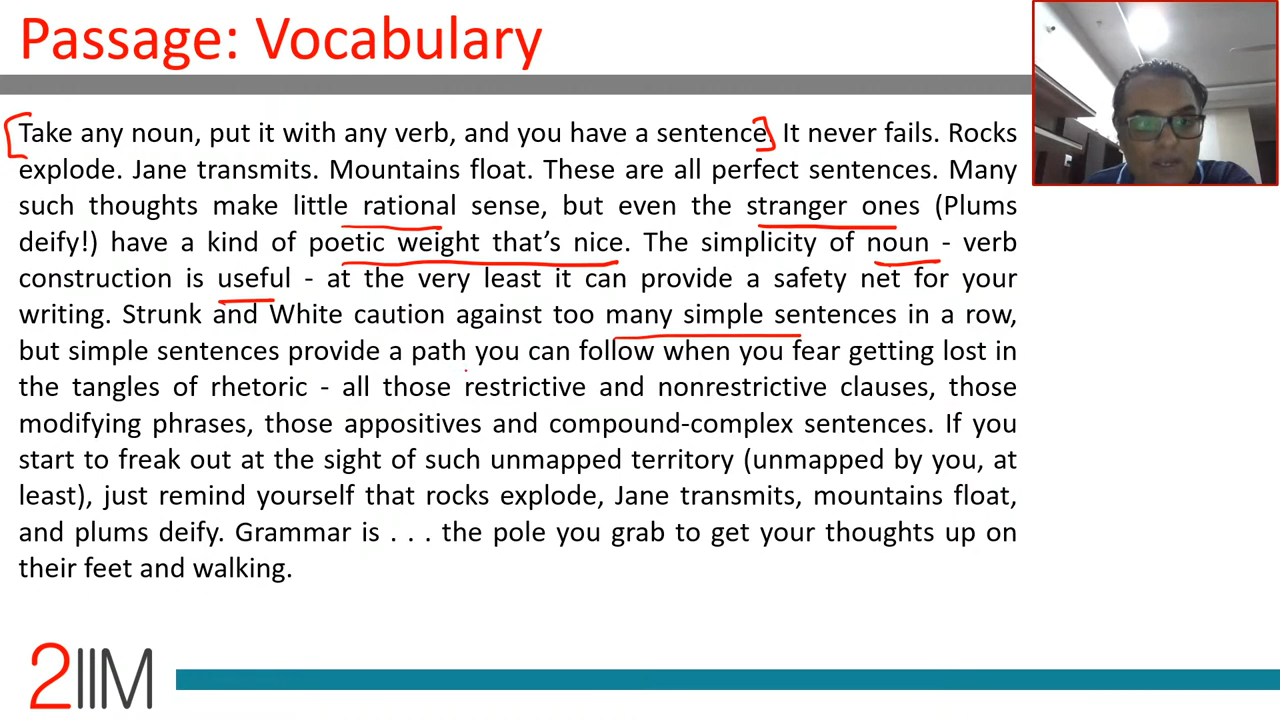 Passage: Vocabulary
Take any noun, put it with any verb, and you have a sentence. It never fails. Rocks
explode. Jane transmits. Mountains float. These are all perfect sentences. Many
such thoughts make little rational sense, but even the stranger ones (Plums
deify!) have a kind of poetic weight that's nice. The simplicity of noun - verb
construction is useful - at the very least it can provide a safety net for your
writing. Strunk and White caution against too many simple sentences in a row,
but simple sentences provide a path you can follow when you fear getting lost in
the tangles of rhetoric - all those restrictive and nonrestrictive clauses, those
modifying phrases, those appositives and compound-complex sentences. If you
start to freak out at the sight of such unmapped territory (unmapped by you, at
least), just remind yourself that rocks explode, Jane transmits, mountains float,
and plums deify. Grammar is . . . the pole you grab to get your thoughts up on
their feet and walking.
2IIM